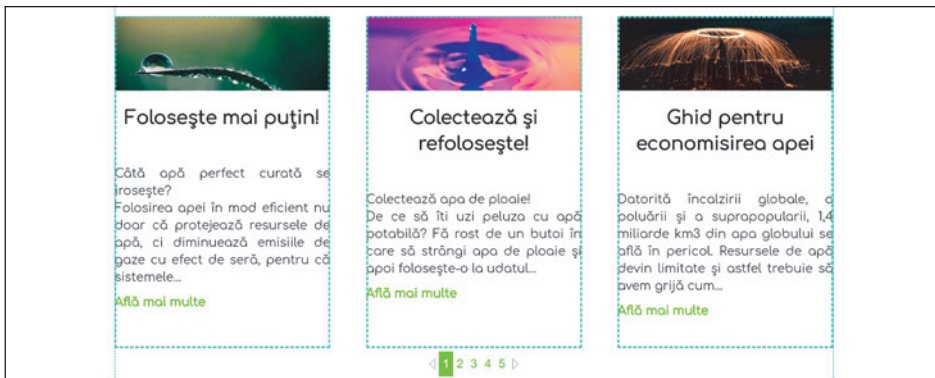 Foloseşte mai puţin!
Câtă apă perfect curată se
iroseşte?
Folosirea apei în mod eficient nu
doar că protejează resursele de
apă, ci diminuează emisiile de
gaze cu efect de seră, pentru că
sistemele...
Află mai multe
Colectează şi
refoloseşte!
Colectează apa de ploaie!
De ce să îti uzi peluza cu apă
potabilă? Fă rost de un butoi în
care să strângi apa de ploaie şi
apoi foloseşte-o la udatul...
Află mai multe
Ghid pentru
economisirea apei
Datorită încalzirii globale, a
poluării şi a suprapopularii, 1,4
miliarde km3 din apa globului se
află în pericol. Resursele de apă
devin limitate şi astfel trebuie să
avem grijă cum...
Află mai multe
1 2 3 4 5